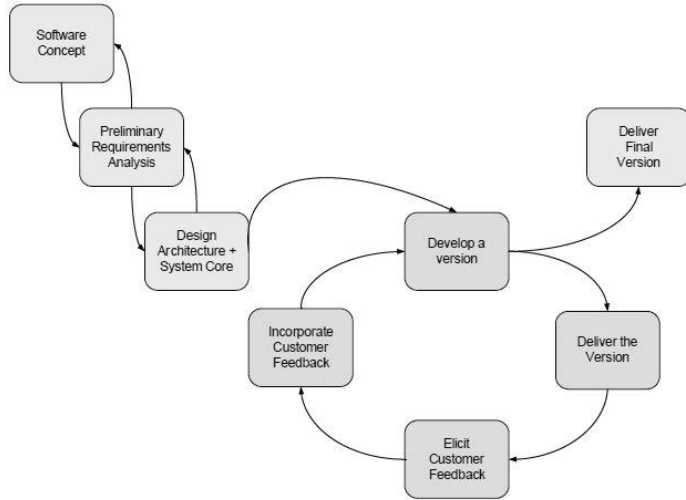 Software
Concept
Preliminary
Requirements
Analysis
Design
Architecture +
System Core
Deliver
Final
Version
Develop a
version
Incorporate
Customer
Feedback
Deliver the
Version
Elicit
Customer
Feedback